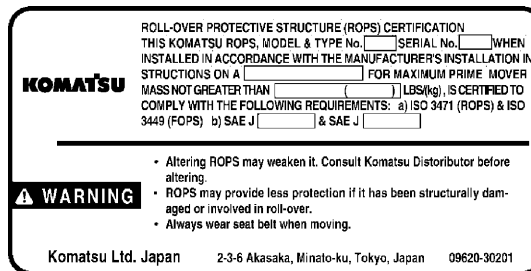 ROLL-OVER PROTECTIVE STRUCTURE (ROPS) CERTIFICATION
THIS KOMATSU ROPS, MODEL & TYPE No. SERIAL No. WHEN
INSTALLED IN ACCORDANCE WITH THE MANUFACTURER'S INSTALLATION IN
STRUCTIONS ON A FOR MAXIMUM PRIME MOVER
KOMATSU
MASS NOT GREATER THAN ( ) LBS/(kg), IS CERTIFIED TO
COMPLY WITH THE FOLLOWING REQUIREMENTS: a) ISO 3471 (ROPS) & ISO
3449 (FOPS) b) SAE J & SAE J
• Altering ROPS may weaken it. Consult Komatsu Distoributor before
altering.
WARNING
• ROPS may provide less protection if it has been structurally dam-
aged or involved in roll-over.
• Always wear seat belt when moving.
Komatsu Ltd. Japan 2-3-6 Akasaka, Minato-ku, Tokyo, Japan 09620-30201